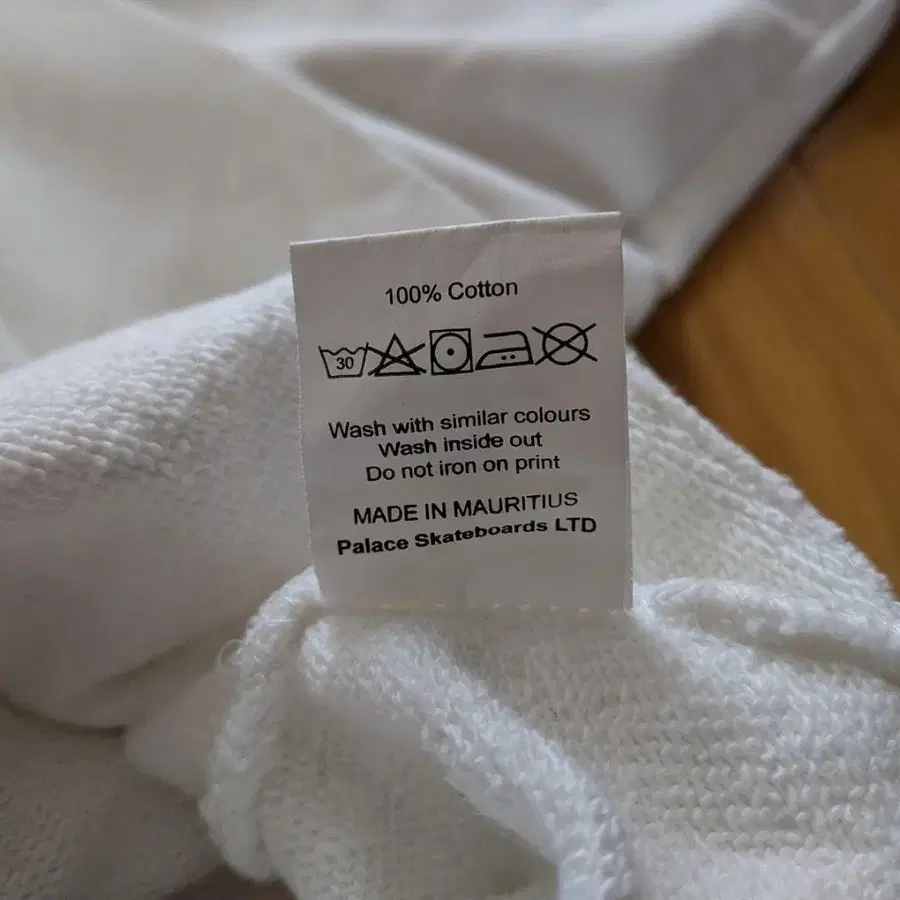 100% Cotton
30
Wash with similar colours
Wash inside out
Do not iron on print
MADE IN MAURITIUS
Palace Skateboards LTD